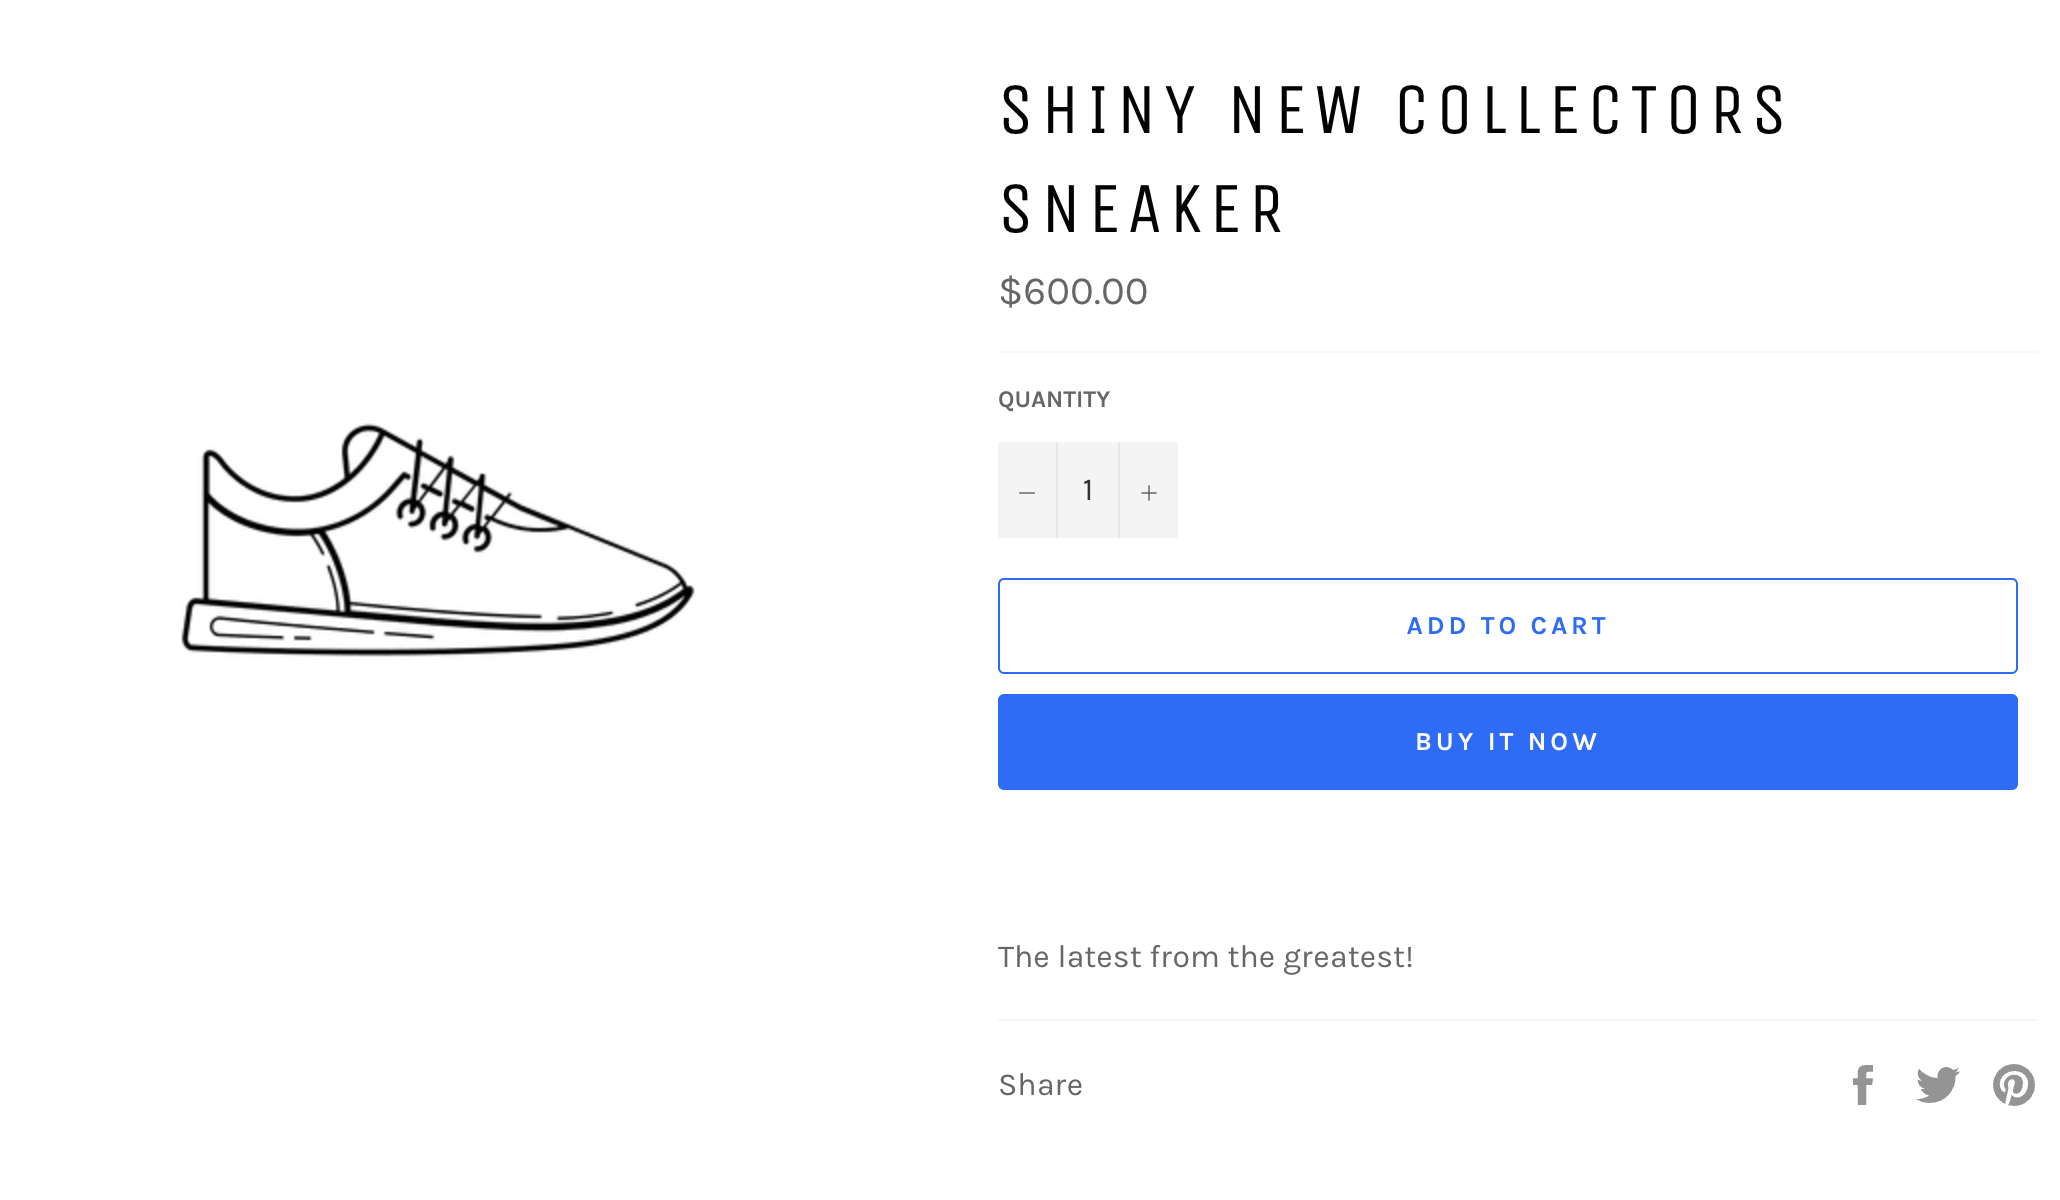 SHINY NEW COLLECTORS
SNEAKER
$600.00
QUANTITY
− 1 +
ADD TO CART
BUY IT NOW
The latest from the greatest!
Share